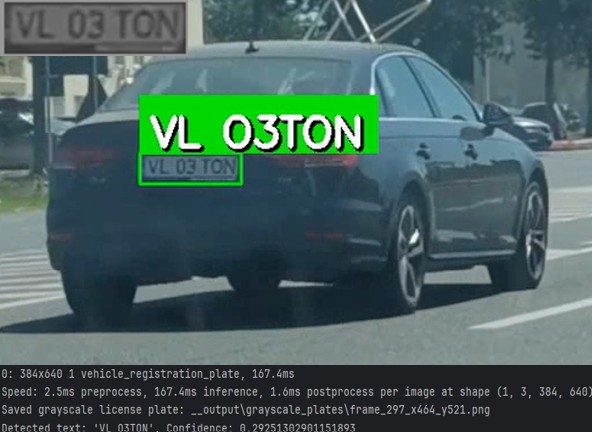 VL 03 TON
VL 03TON
VL 03 TON
0: 384x640 1 vehicle_registration_plate, 167.4ms
Speed: 2.5ms preprocess, 167.4ms inference, 1.6ms postprocess per image at shape (1, 3, 384, 640)
Saved grayscale license plate: __output\grayscale_plates\frame_297_x464_y521.png
Detected text: 'VL 03TON', Confidence: 0.29251302901151893